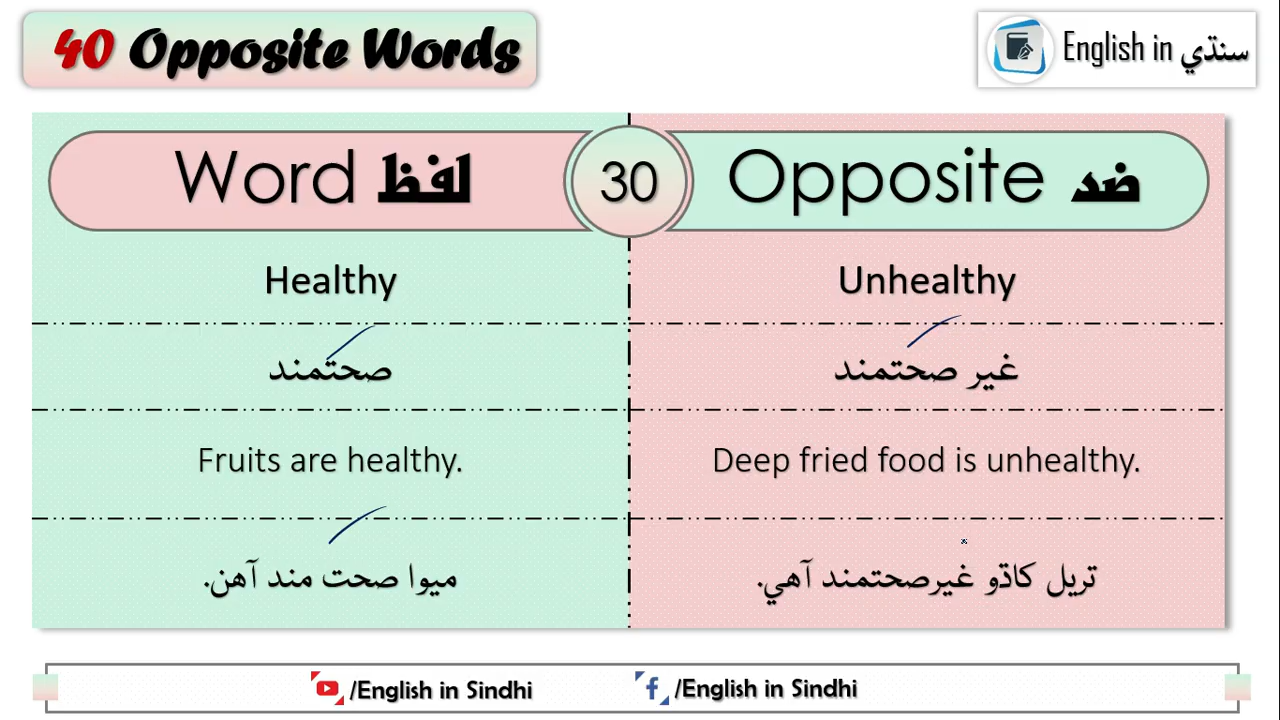 40 Opposite Words
English in سنڌي
Word لفظ
30
Opposite ضد
Healthy
Unhealthy
صحتمند
غير صحتمند
Fruits are healthy.
Deep fried food is unhealthy.
ميوا صحت مند آهن.
تريل کاڌو غيرصحتمند آهي.
/English in Sindhi
/English in Sindhi